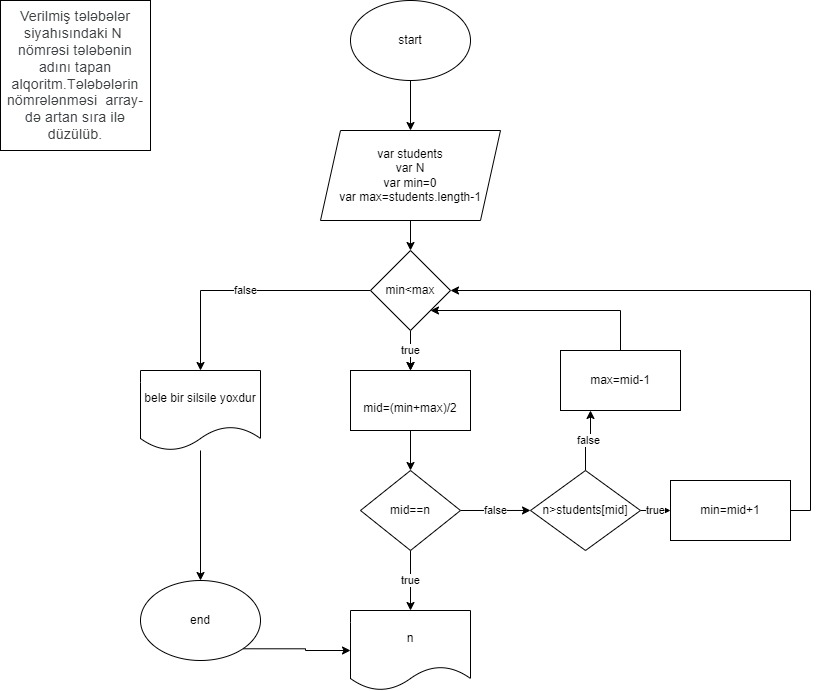 Verilmiş tələbələr
siyahısındaki N
nömrəsi tələbənin
adını tapan
alqoritm.Tələbələrin
nömrələnməsi array-
də artan sıra ilə
düzülüb.
start
var students
var N
var min=0
var max=students.length-1
min<max
false
true
bele bir silsile yoxdur
mid=(min+max)/2
max=mid-1
false
mid==n
false
n>students[mid]
true
min=mid+1
true
end
n